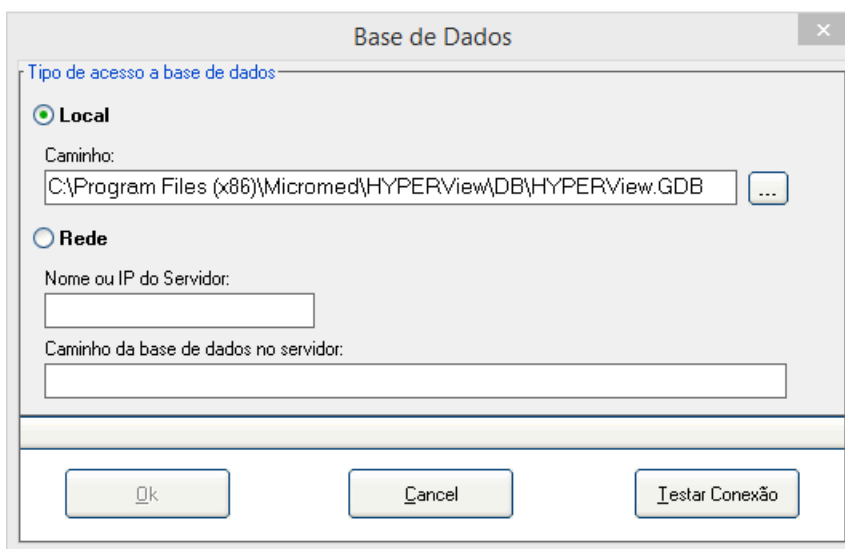 Base de Dados
Tipo de acesso a base de dados
Local
Caminho:
C:\Program Files (x86)\Micromed\HYPERView\DB\HYPERView.GDB
...
Rede
Nome ou IP do Servidor:
Caminho da base de dados no servidor:
Ok Cancel Testar Conexão